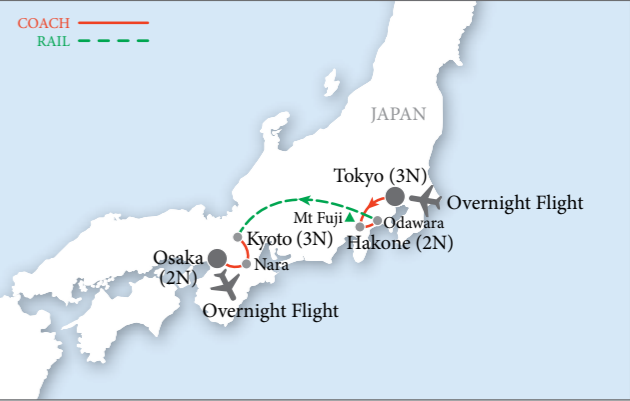 COACH
RAIL
JAPAN
Tokyo (3N)
Overnight Flight
Mt Fuji
Odawara
Kyoto (3N)
Hakone (2N)
Osaka
(2N)
Nara
Overnight Flight